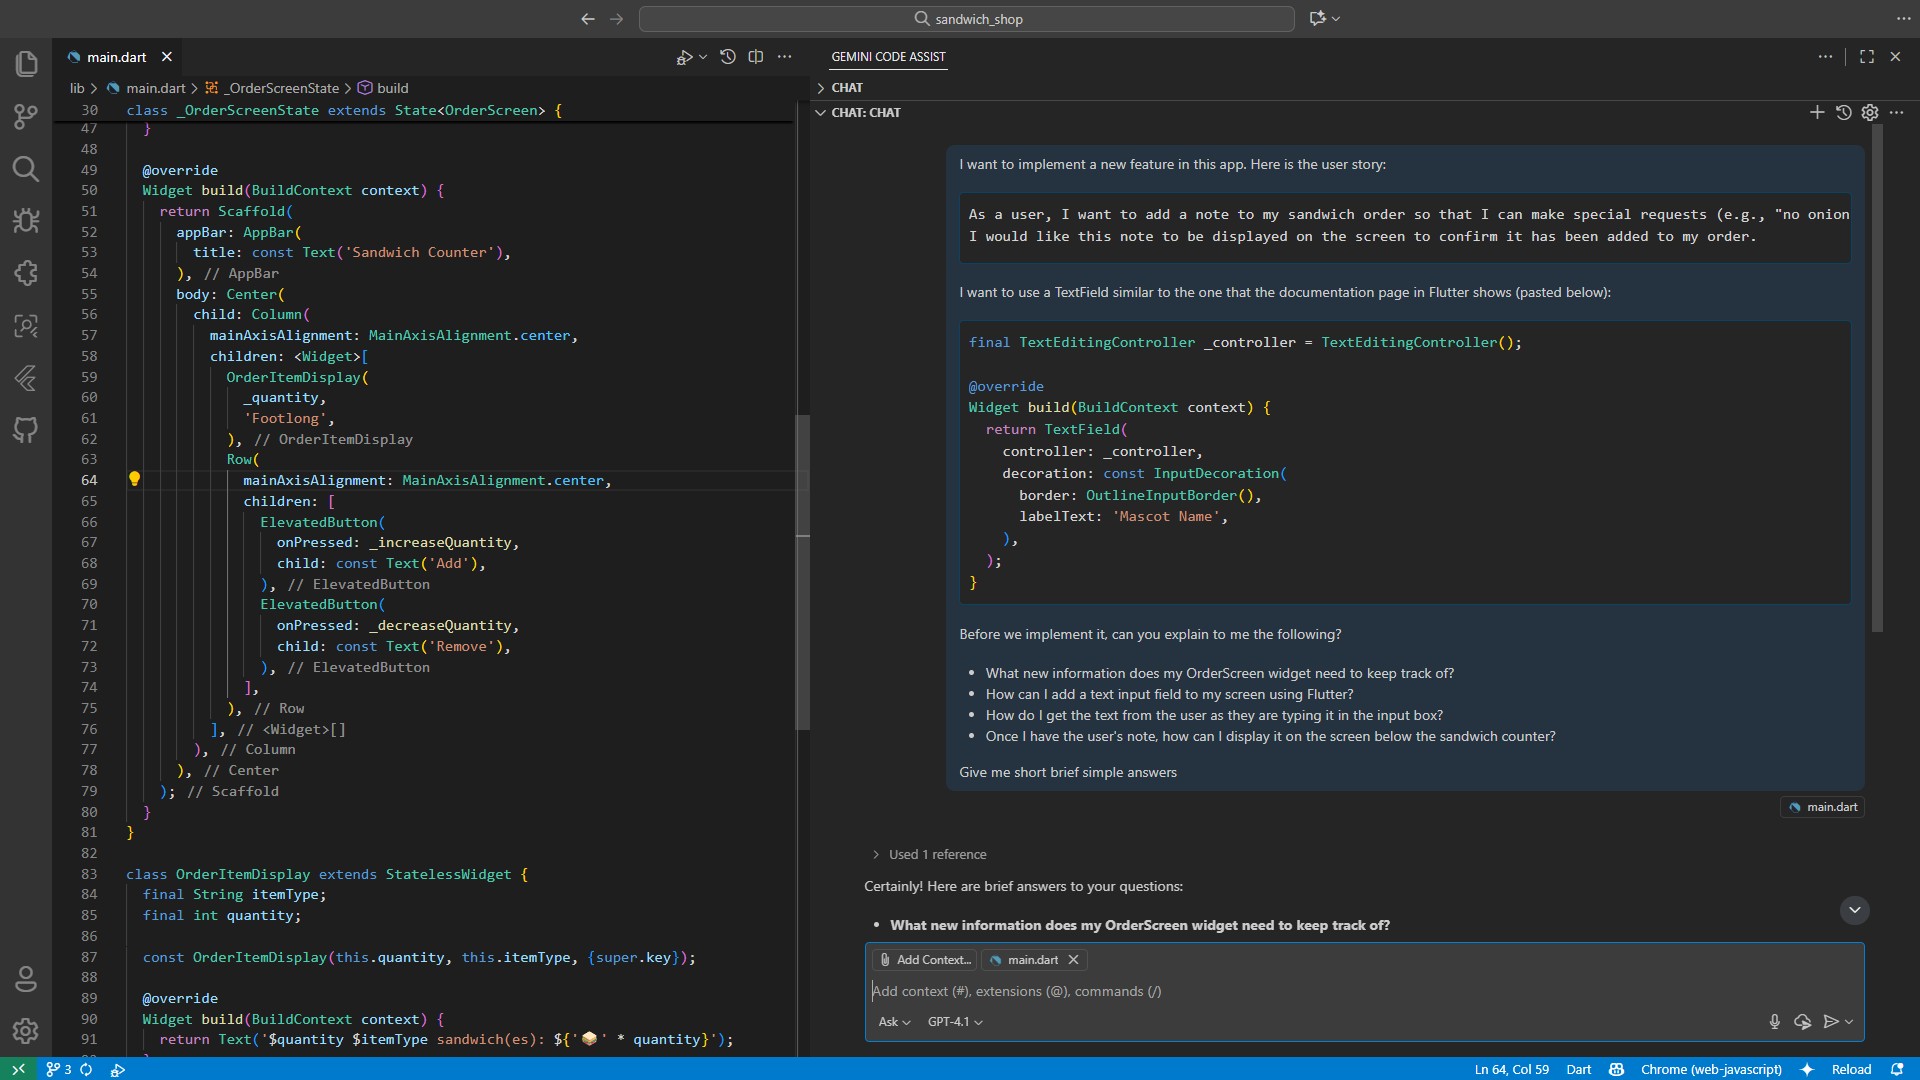 sandwich_shop
main.dart
GEMINI CODE ASSIST
lib > main.dart > _OrderScreenState > build
CHAT
CHAT: CHAT
30 class _OrderScreenState extends State<OrderScreen> {
47 }
48
49 @override
50 Widget build(BuildContext context) {
51 return Scaffold(
52 appBar: AppBar(
53 title: const Text('Sandwich Counter'),
54 ), // AppBar
55 body: Center(
56 child: Column(
57 mainAxisAlignment: MainAxisAlignment.center,
58 children: <Widget>[
59 OrderItemDisplay(
60 _quantity,
61 'Footlong',
62 ), // OrderItemDisplay
63 Row(
64 mainAxisAlignment: MainAxisAlignment.center,
65 children: [
66 ElevatedButton(
67 onPressed: _increaseQuantity,
68 child: const Text('Add'),
69 ), // ElevatedButton
70 ElevatedButton(
71 onPressed: _decreaseQuantity,
72 child: const Text('Remove'),
73 ), // ElevatedButton
74 ],
75 ), // Row
76 ], // <Widget>[]
77 ), // Column
78 ), // Center
79 ); // Scaffold
80 }
81 }
82
83 class OrderItemDisplay extends StatelessWidget {
84 final String itemType;
85 final int quantity;
86
87 const OrderItemDisplay(this.quantity, this.itemType, {super.key});
88
89 @override
90 Widget build(BuildContext context) {
91 return Text('$quantity $itemType sandwich(es): ${'🥪' * quantity}');
I want to implement a new feature in this app. Here is the user story:
As a user, I want to add a note to my sandwich order so that I can make special requests (e.g., "no onion
I would like this note to be displayed on the screen to confirm it has been added to my order.
I want to use a TextField similar to the one that the documentation page in Flutter shows (pasted below):
final TextEditingController _controller = TextEditingController();
@override
Widget build(BuildContext context) {
return TextField(
controller: _controller,
decoration: const InputDecoration(
border: OutlineInputBorder(),
labelText: 'Mascot Name',
),
);
}
Before we implement it, can you explain to me the following?
• What new information does my OrderScreen widget need to keep track of?
• How can I add a text input field to my screen using Flutter?
• How do I get the text from the user as they are typing it in the input box?
• Once I have the user's note, how can I display it on the screen below the sandwich counter?
Give me short brief simple answers
main.dart
Used 1 reference
Certainly! Here are brief answers to your questions:
• What new information does my OrderScreen widget need to keep track of?
Add Context... main.dart
Add context (#), extensions (@), commands (/)
Ask GPT-4.1
3
Ln 64, Col 59 Dart Chrome (web-javascript) Reload